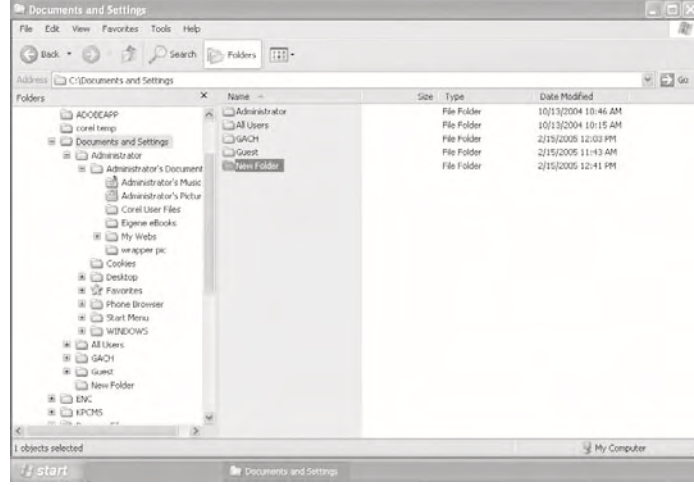 Documents and Settings
File Edit View Favorites Tools Help
Back Search Folders
Address C:\Documents and Settings Go
Folders
Name Size Type Date Modified
ADOBEAPP
corel temp
Documents and Settings
Administrator
Administrator's Document
Administrator's Music
Administrator's Pictur
Corel User Files
Eigene eBooks
My Webs
wrapper pic
Cookies
Desktop
Favorites
Phone Browser
Start Menu
WINDOWS
All Users
GACH
Guest
New Folder
ENC
KPCMS
Administrator File Folder 10/13/2004 10:46 AM
All Users File Folder 10/13/2004 10:15 AM
GACH File Folder 2/15/2005 12:03 PM
Guest File Folder 2/15/2005 11:43 AM
New Folder File Folder 2/15/2005 12:41 PM
1 objects selected
My Computer
start
Documents and Settings